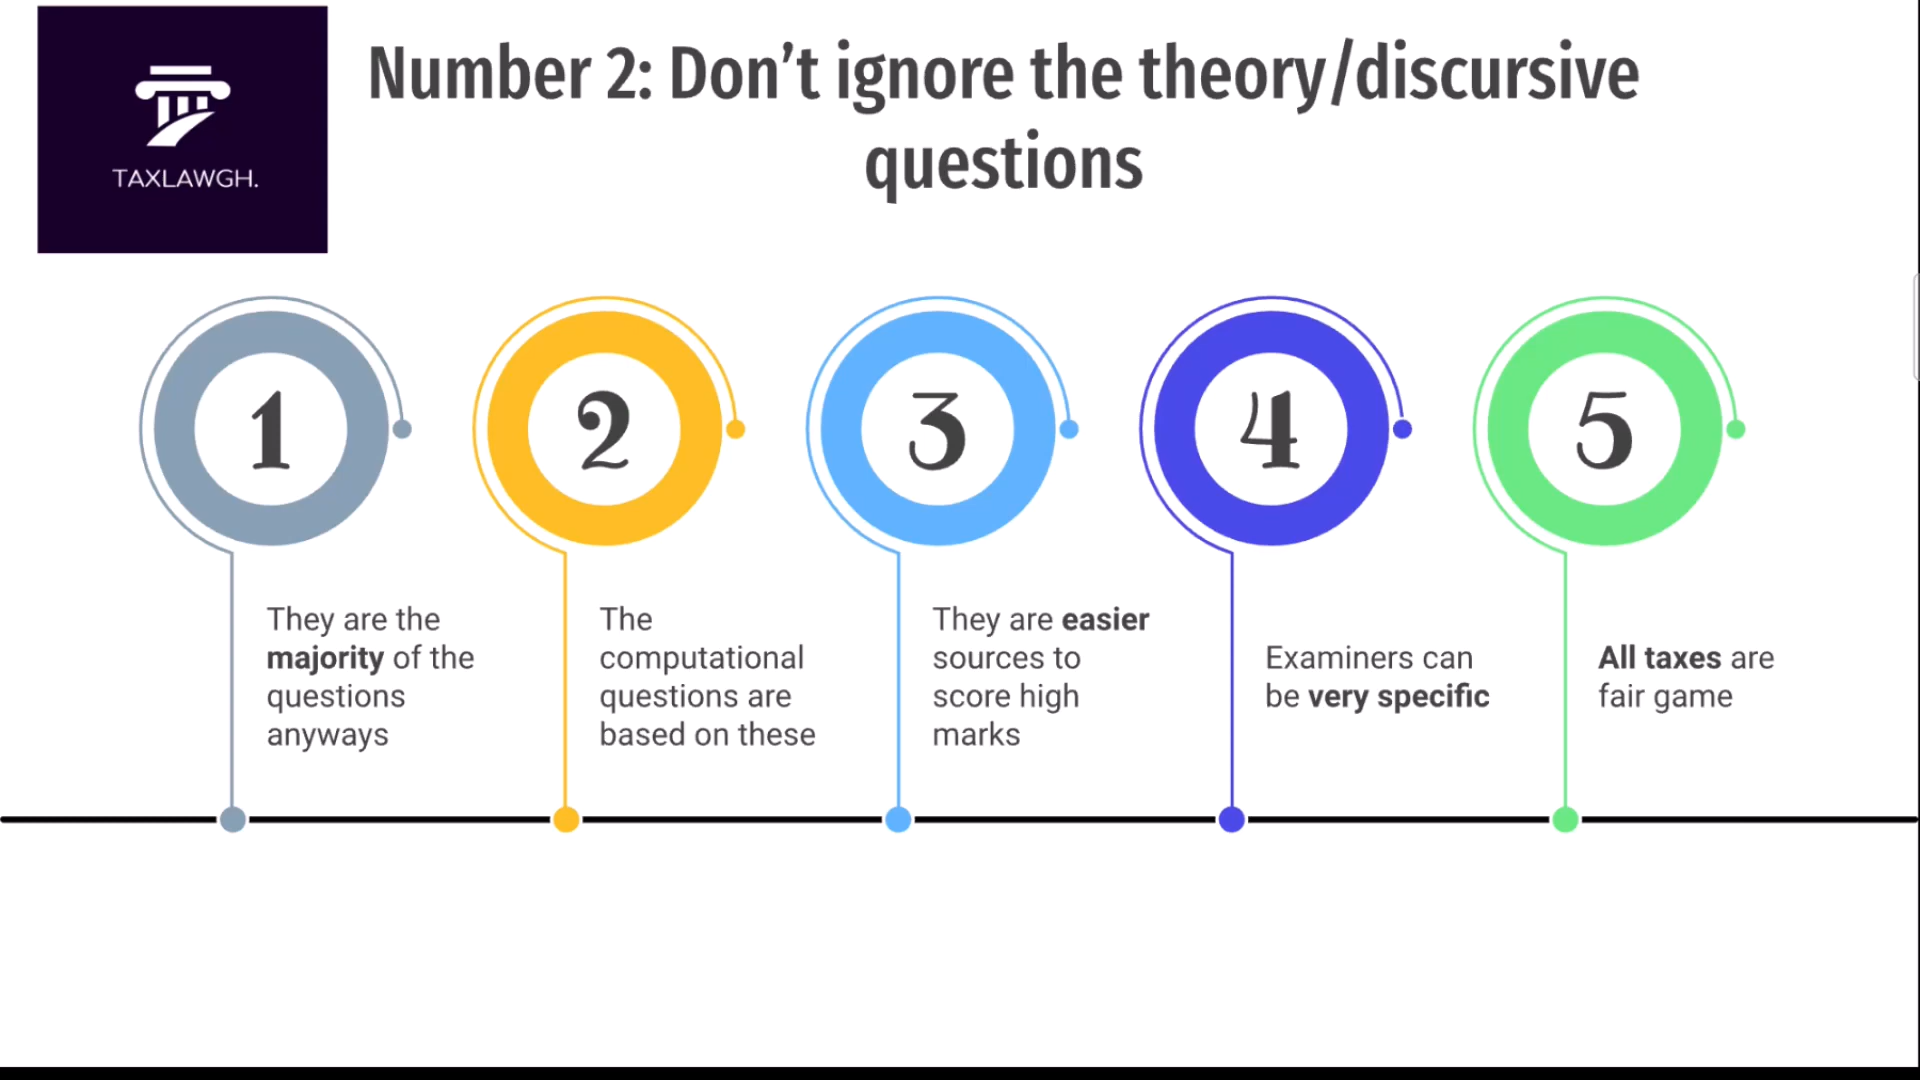 TAXLAWGH.
Number 2: Don’t ignore the theory/discursive
questions
1
They are the
majority of the
questions
anyways
2
The
computational
questions are
based on these
3
They are easier
sources to
score high
marks
4
Examiners can
be very specific
5
All taxes are
fair game